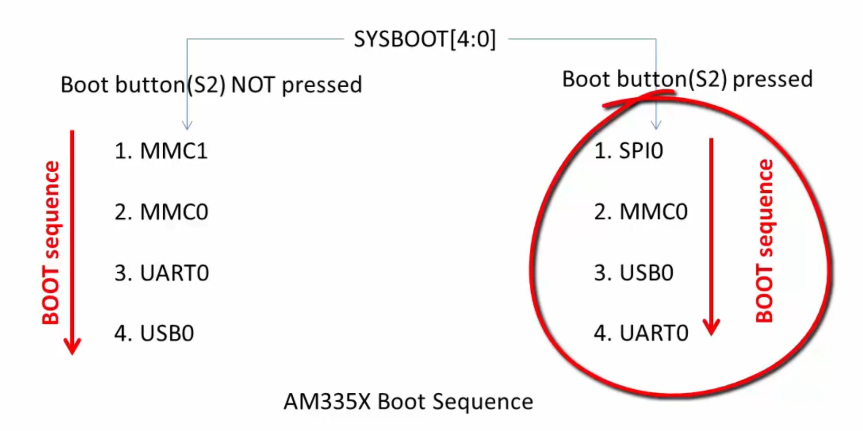 SYSBOOT[4:0]
Boot button(S2) NOT pressed
1. MMC1
2. MMC0
3. UART0
4. USB0
BOOT sequence
Boot button(S2) pressed
1. SPI0
2. MMC0
3. USB0
4. UART0
BOOT sequence
AM335X Boot Sequence